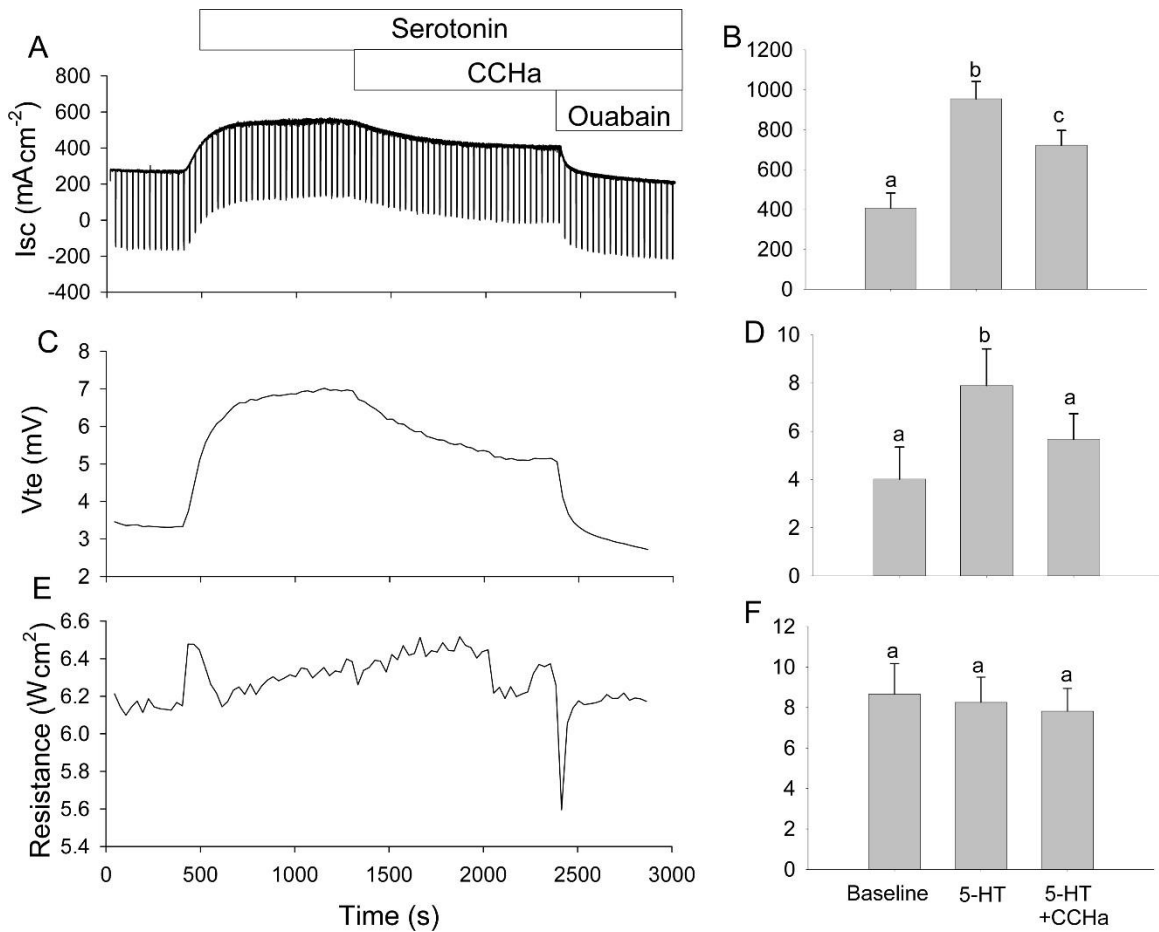 Serotonin
CCHa
Ouabain
A
800
600
400
200
0
-200
-400
Isc (mAcm-2)
B
1200
1000
800
600
400
200
0
a
b
c
C
8
7
6
5
4
3
2
Vte (mV)
D
10
8
6
4
2
0
a
b
a
E
6.6
6.4
6.2
6.0
5.8
5.6
5.4
Resistance (Wcm2)
0 500 1000 1500 2000 2500 3000
Time (s)
F
12
10
8
6
4
2
0
a
a
a
Baseline 5-HT 5-HT
+CCHa